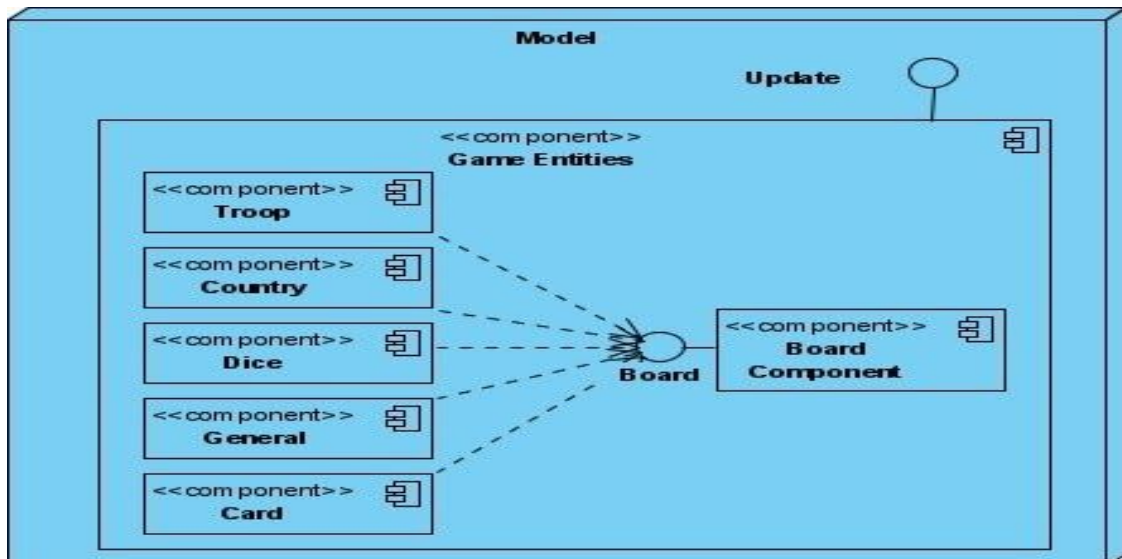 Model
Update
<<component>>
Game Entities
<<component>>
Troop
<<component>>
Country
<<component>>
Dice
<<component>>
General
<<component>>
Card
Board
<<component>>
Board
Component